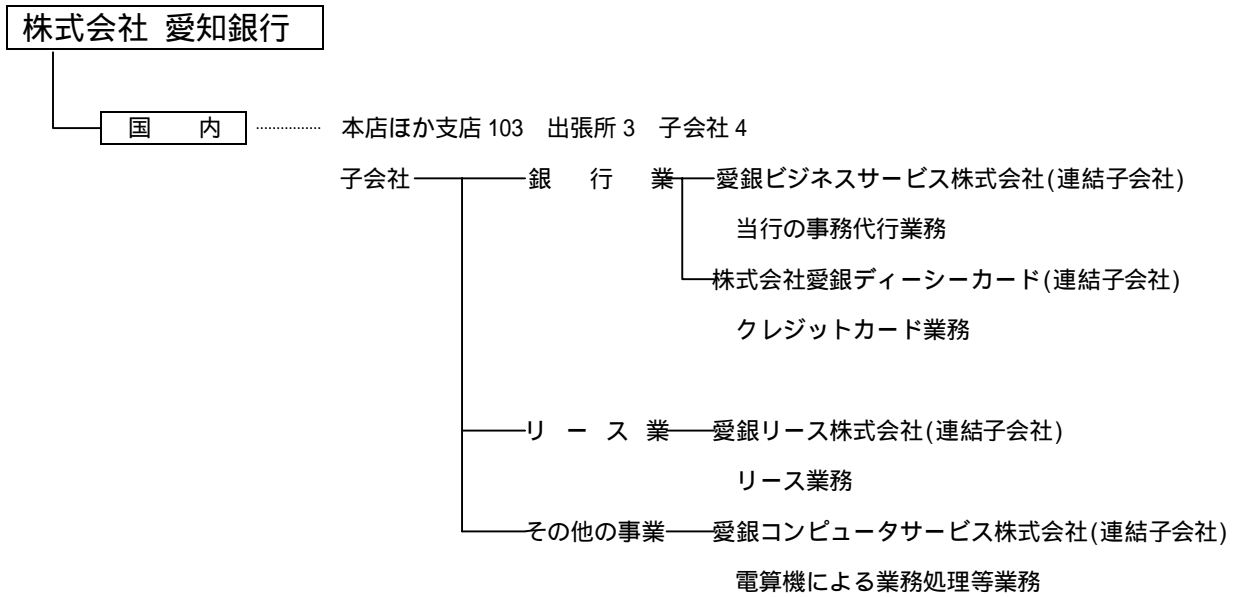 株式会社 愛知銀行
国 内 本店ほか支店 103 出張所 3 子会社 4
子会社 銀 行 業 愛銀ビジネスサービス株式会社(連結子会社)
当行の事務代行業務
株式会社愛銀ディーシーカード(連結子会社)
クレジットカード業務
リ ー ス 業 愛銀リース株式会社(連結子会社)
リース業務
その他の事業 愛銀コンピュータサービス株式会社(連結子会社)
電算機による業務処理等業務